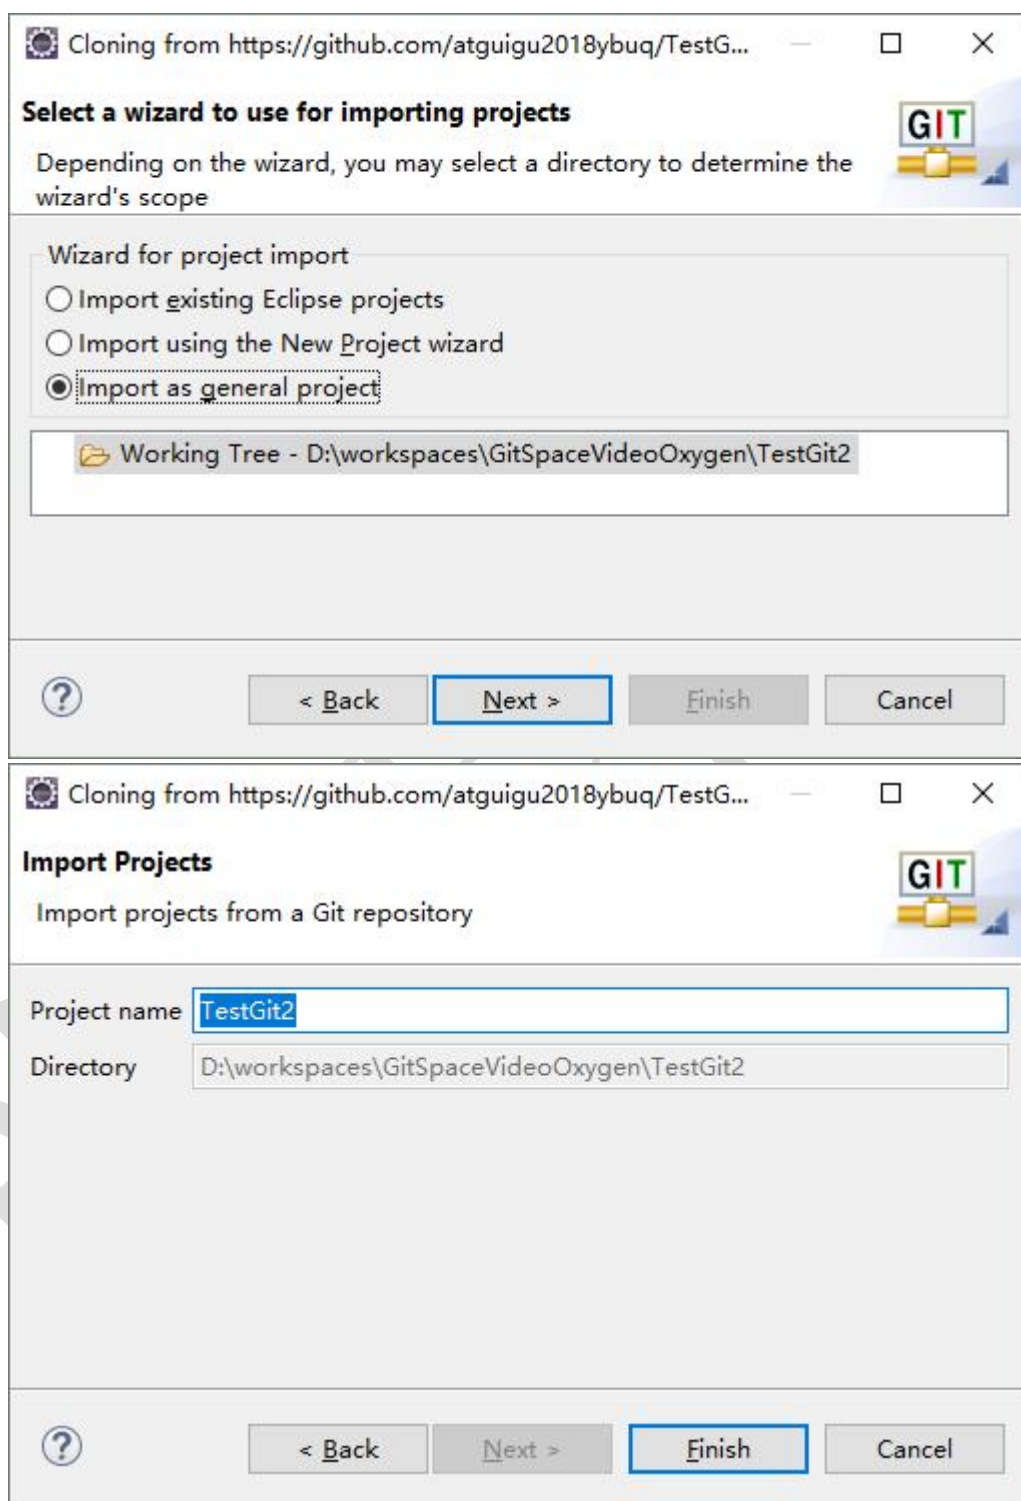 Cloning from https://github.com/atguigu2018ybuq/TestG...
Select a wizard to use for importing projects
GIT
Depending on the wizard, you may select a directory to determine the
wizard's scope
Wizard for project import
Import existing Eclipse projects
Import using the New Project wizard
Import as general project
Working Tree - D:\workspaces\GitSpaceVideoOxygen\TestGit2
? < Back Next > Finish Cancel
Cloning from https://github.com/atguigu2018ybuq/TestG...
Import Projects
GIT
Import projects from a Git repository
Project name TestGit2
Directory D:\workspaces\GitSpaceVideoOxygen\TestGit2
? < Back Next > Finish Cancel